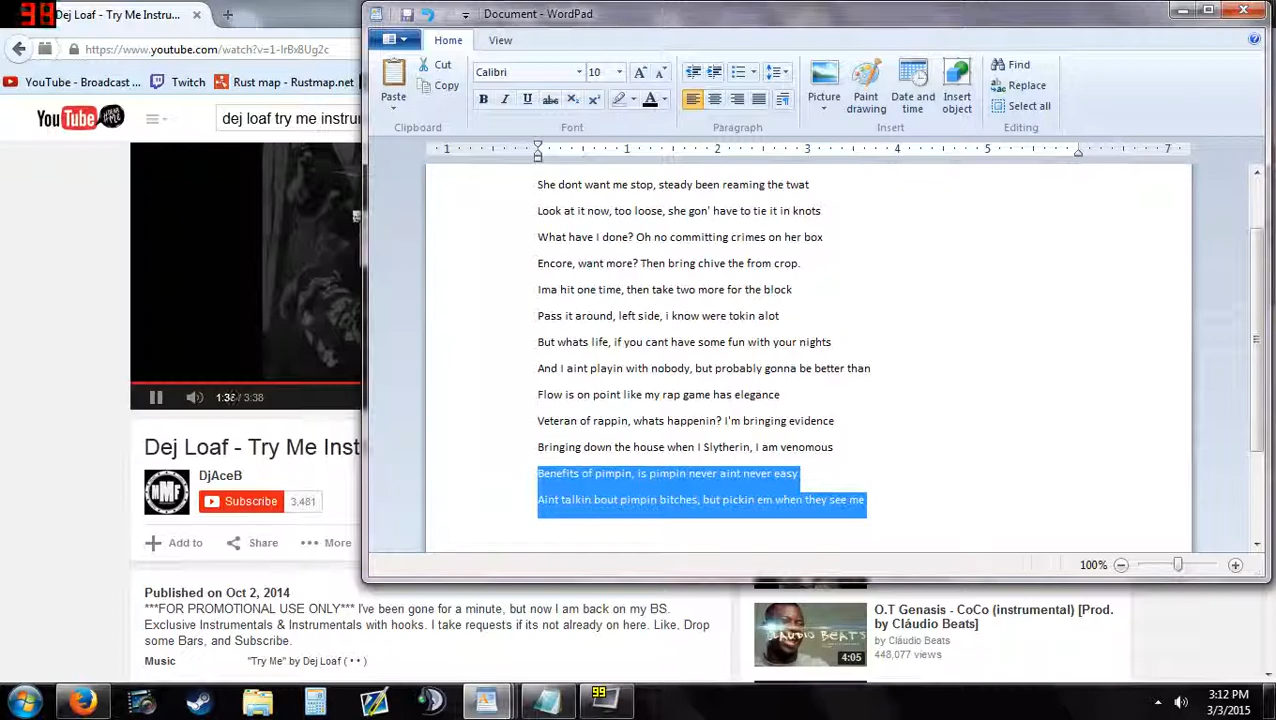 38
Dej Loaf - Try Me Instru...
Document - WordPad
https://www.youtube.com/watch?v=1-IrBx8Ug2c
Home
View
YouTube - Broadcast ...
Twitch
Rust map - Rustmap.net
Paste
Cut
Copy
Calibri
10
Picture
Paint drawing
Date and time
Insert object
Find
Replace
Select all
Clipboard
Font
Paragraph
Insert
Editing
YouTube
dej loaf try me instrum
1 1 2 3 4 5 7
She dont want me stop, steady been reaming the twat
Look at it now, too loose, she gon' have to tie it in knots
What have I done? Oh no committing crimes on her box
Encore, want more? Then bring chive the from crop.
Ima hit one time, then take two more for the block
Pass it around, left side, i know were tokin alot
But whats life, if you cant have some fun with your nights
And I aint playin with nobody, but probably gonna be better than
Flow is on point like my rap game has elegance
Veteran of rappin, whats happenin? I'm bringing evidence
Bringing down the house when I Slytherin, I am venomous
Benefits of pimpin, is pimpin never aint never easy
Aint talkin bout pimpin bitches, but pickin em when they see me
100%
1:38 / 3:38
Dej Loaf - Try Me Inst
DjAceB
Subscribe
3,481
Add to
Share
More
Published on Oct 2, 2014
***FOR PROMOTIONAL USE ONLY*** I've been gone for a minute, but now I am back on my BS.
Exclusive Instrumentals & Instrumentals with hooks. I take requests if its not already on here. Like, Drop
some Bars, and Subscribe.
Music
"Try Me" by Dej Loaf ( • • )
O.T Genasis - CoCo (instrumental) [Prod.
by Cláudio Beats]
by Cláudio Beats
448,077 views
4:05
99
3:12 PM
3/3/2015